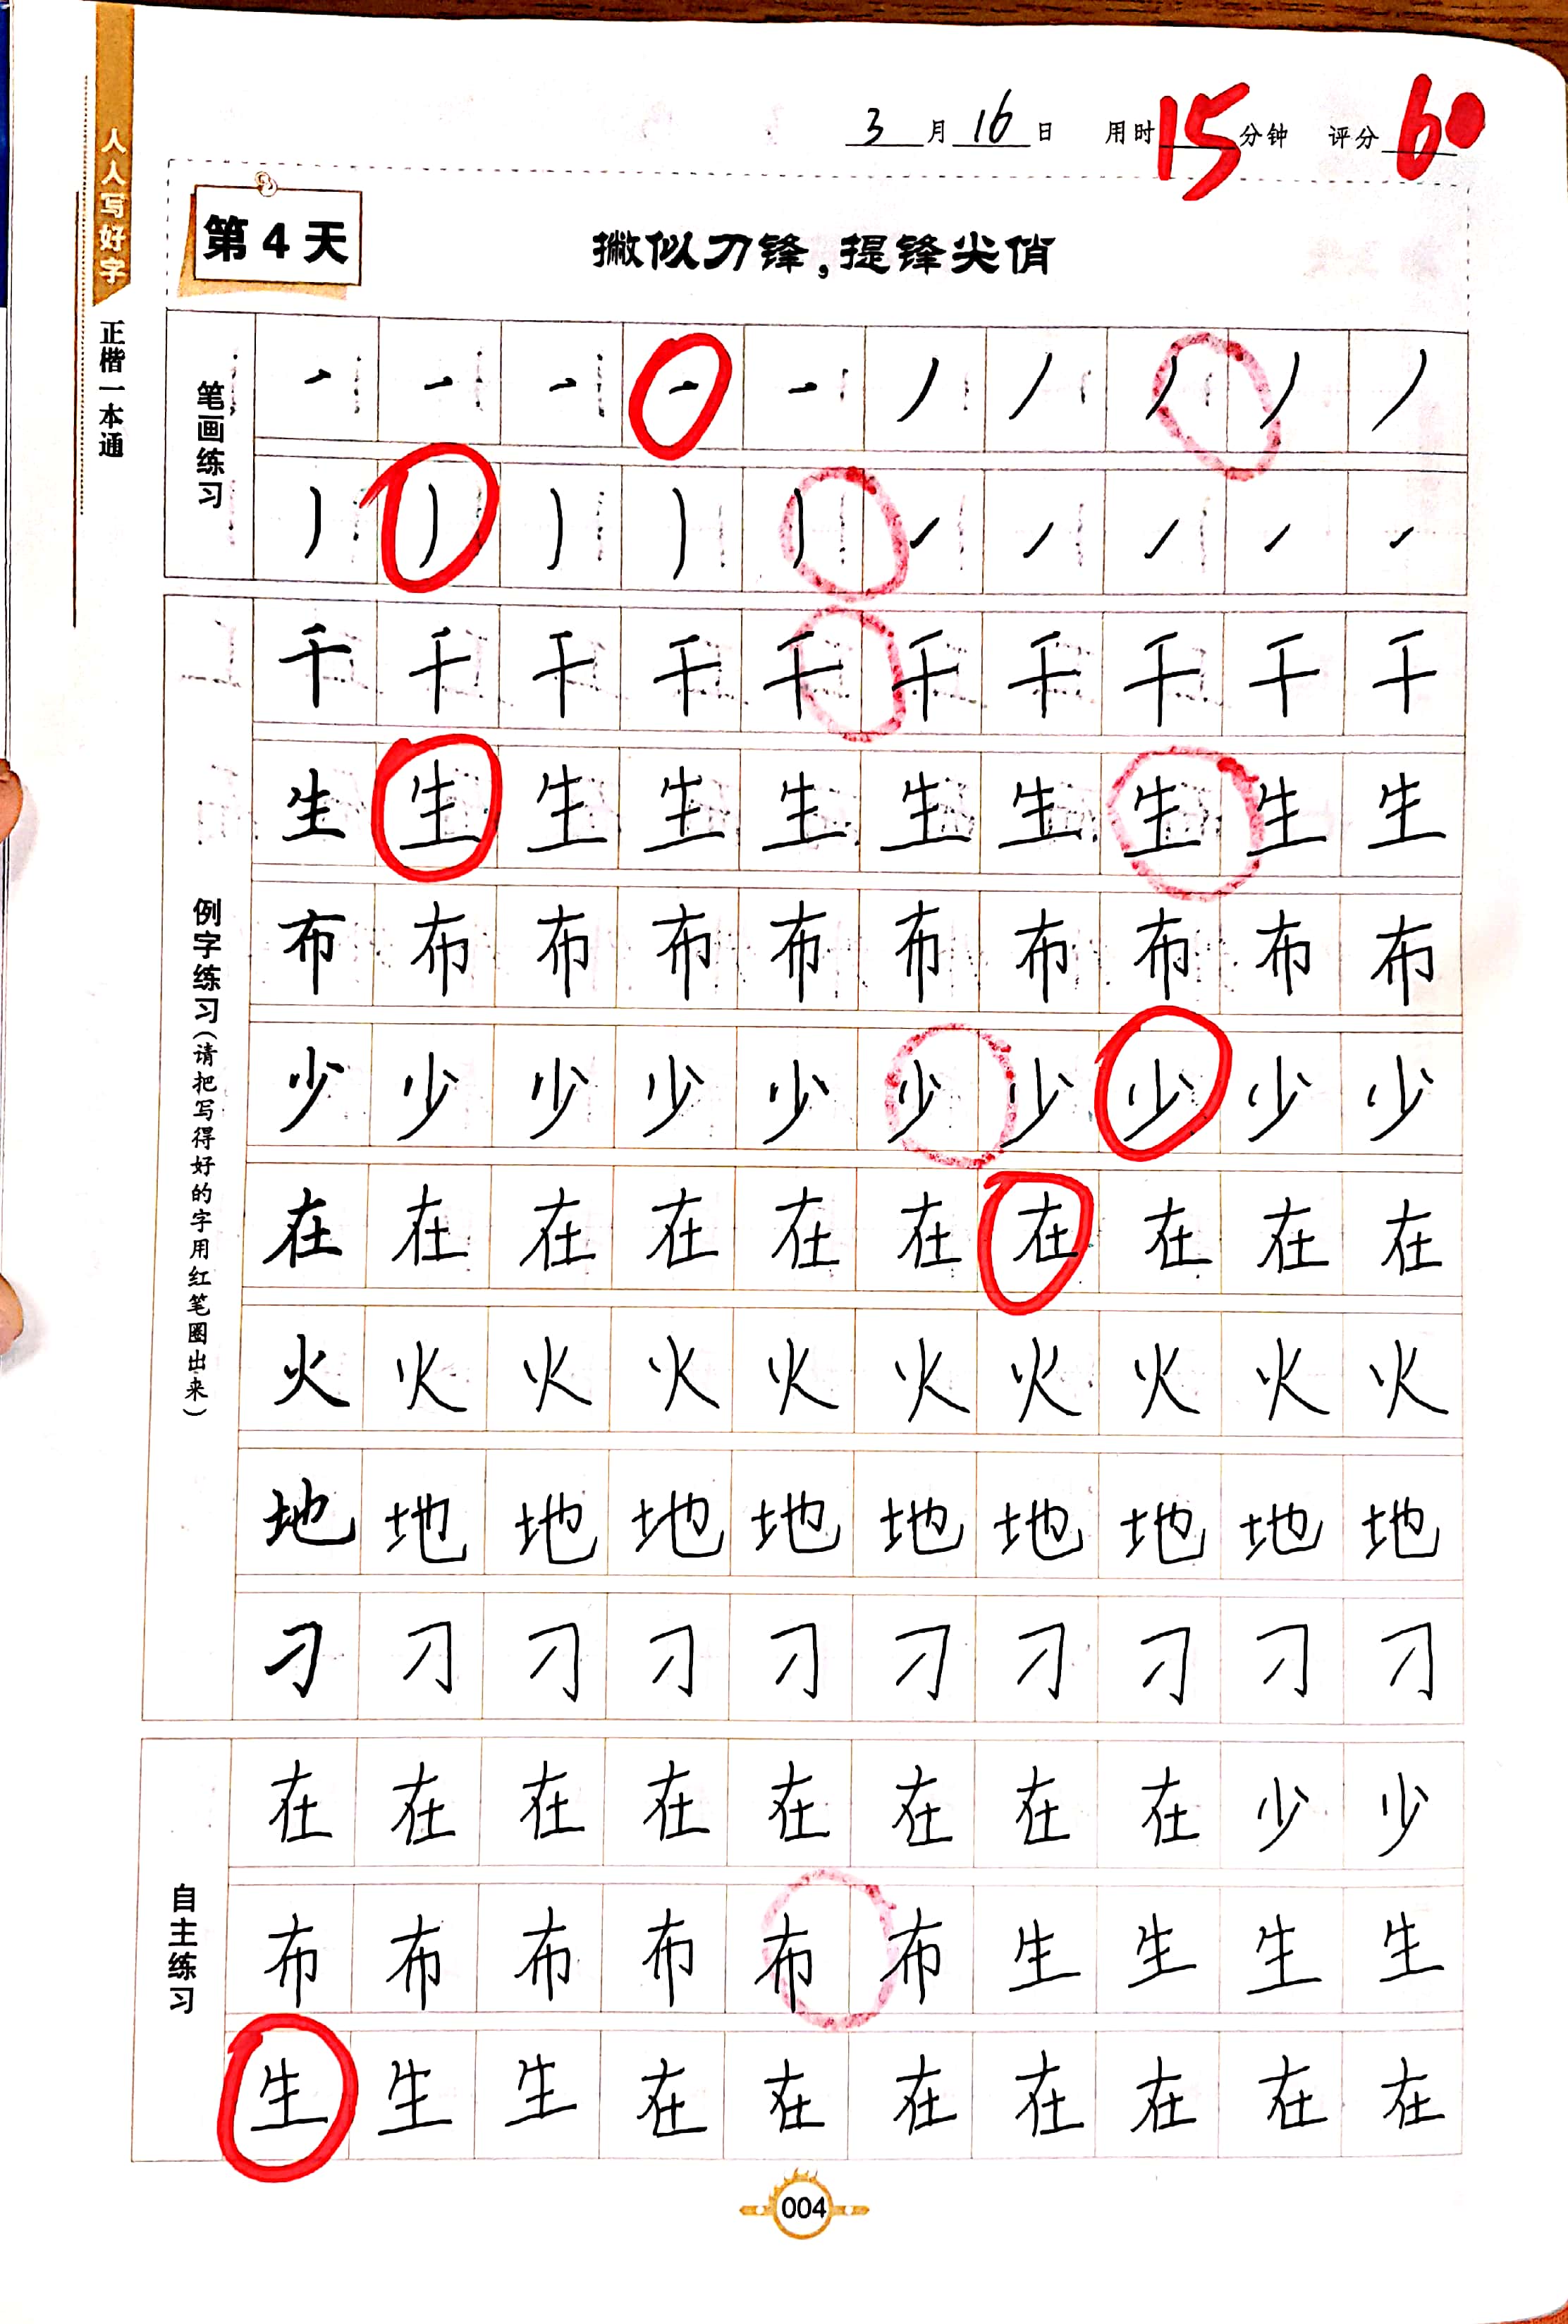 3月16日 用时15分钟 评分60
人人写好字
正楷一本通
第4天
撇似刀锋，提锋尖俏
笔画练习
例字练习（请把写得好的字用红笔圈出来）
千千千千千千千千千千
生生生生生生生生生生
布布布布布布布布布布
少少少少少少少少少少
在在在在在在在在在在
火火火火火火火火火火
地地地地地地地地地地
刁刁刁刁刁刁刁刁刁刁
自主练习
在在在在在在在在少少
布布布布布布生生生生
生生生在在在在在在在
004